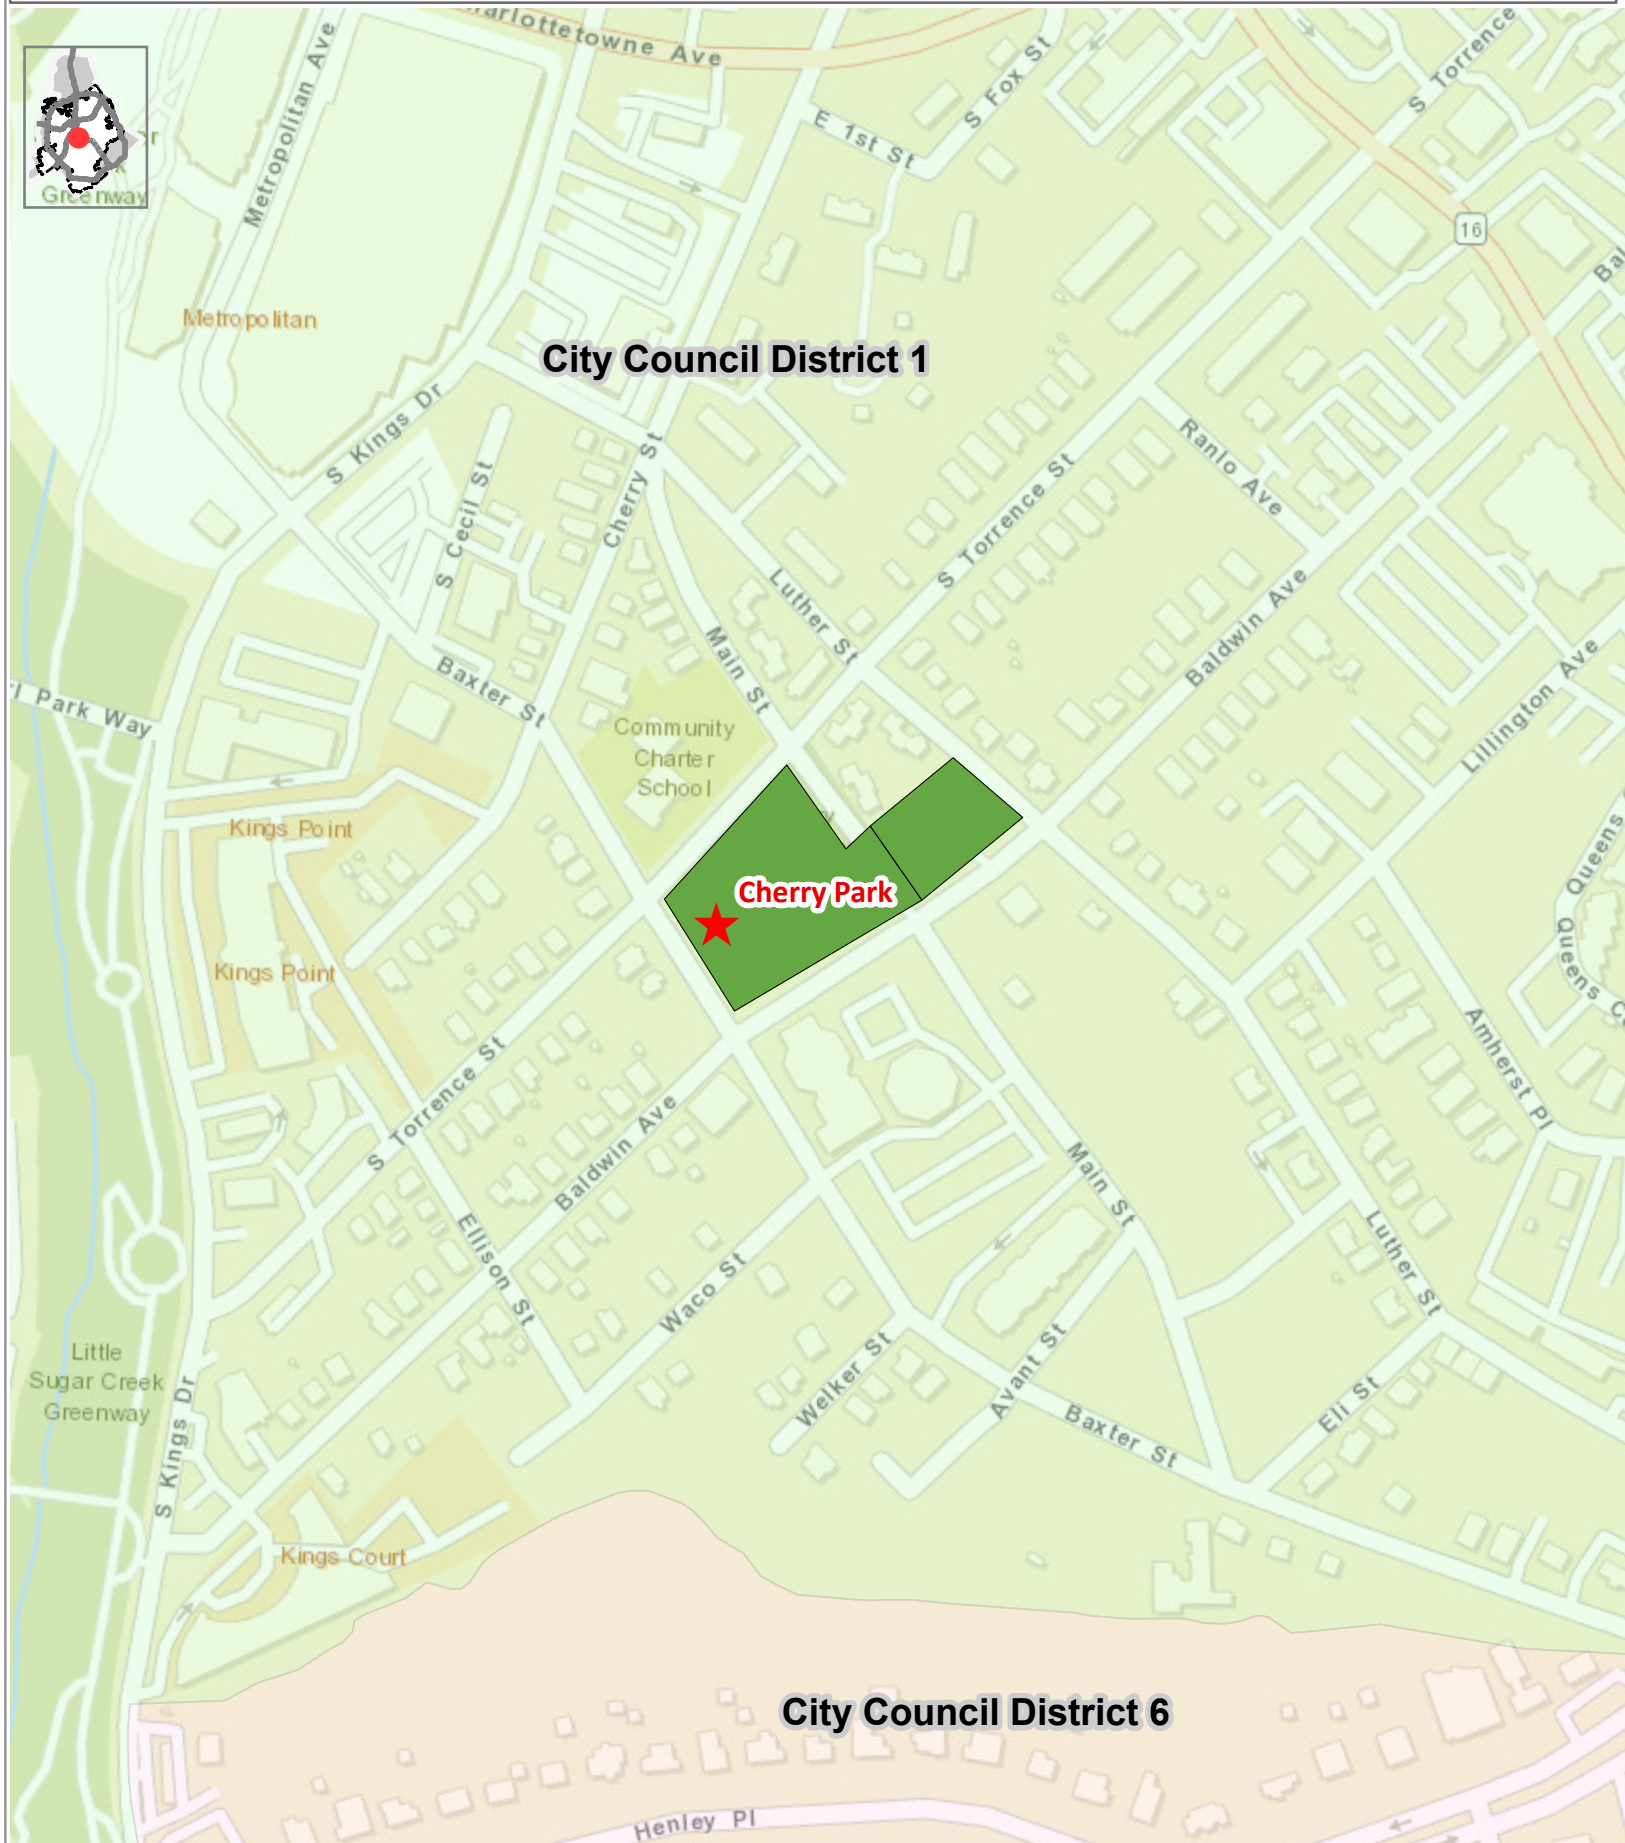 arlottetowne Ave
Metropolitan Ave
S Fox St
S Torrence
E 1st St
Greenway
16
Metropolitan
City Council District 1
S Kings Dr
S Cecil St
Cherry St
Ranlo Ave
S Torrence St
Luther St
Baldwin Ave
Main St
Baxter St
Lillington Ave
rl Park Way
Community
Charter
School
Kings Point
Queens
Cherry Park
Kings Point
Queens
Amherst Pl
S Torrence St
Baldwin Ave
Main St
Ellison St
Waco St
Luther St
Little
Sugar Creek
Greenway
Welker St
Avant St
Eli St
Baxter St
S Kings Dr
Kings Court
City Council District 6
Henley Pl